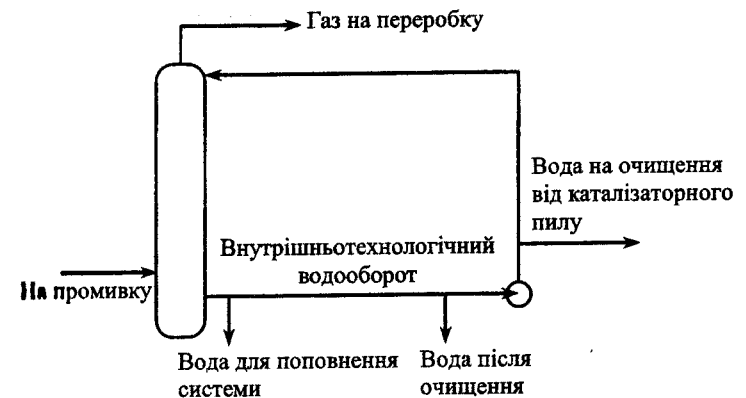 Газ на переробку
Вода на очищення
від каталізаторного
пилу
Внутрішньотехнологічний
водооборот
На промивку
Вода для поповнення
системи
Вода після
очищення